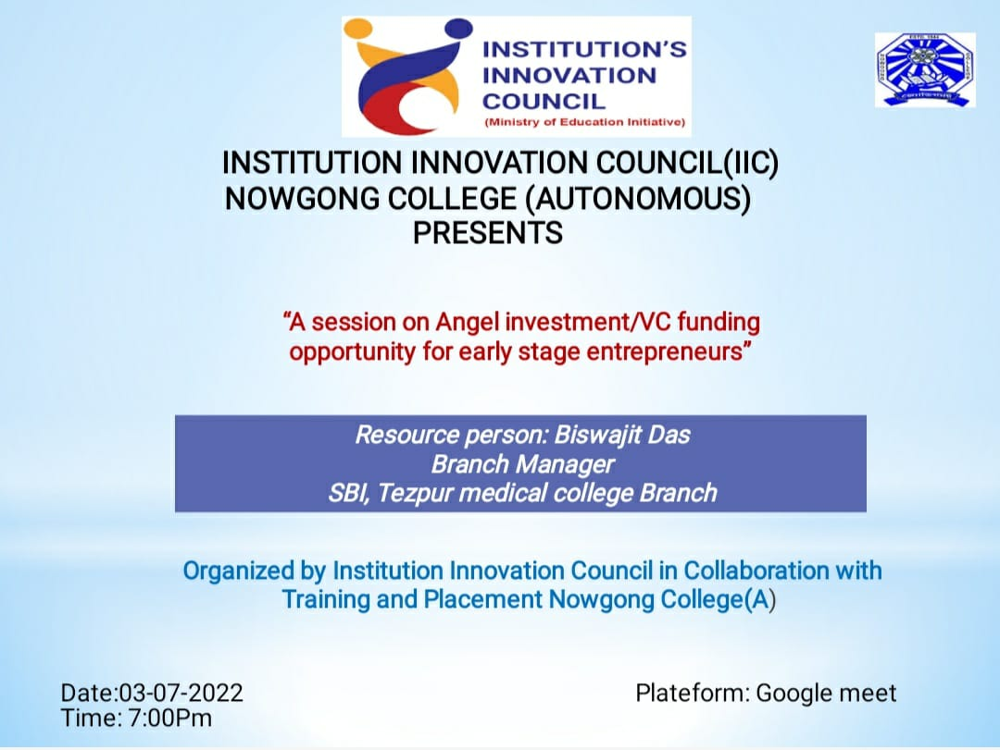 INSTITUTION'S
INNOVATION
COUNCIL
(Ministry of Education Initiative)
INSTITUTION INNOVATION COUNCIL(IIC)
NOWGONG COLLEGE (AUTONOMOUS)
PRESENTS
“A session on Angel investment/VC funding
opportunity for early stage entrepreneurs”
Resource person: Biswajit Das
Branch Manager
SBI, Tezpur medical college Branch
Organized by Institution Innovation Council in Collaboration with
Training and Placement Nowgong College(A)
Date:03-07-2022
Time: 7:00Pm
Plateform: Google meet